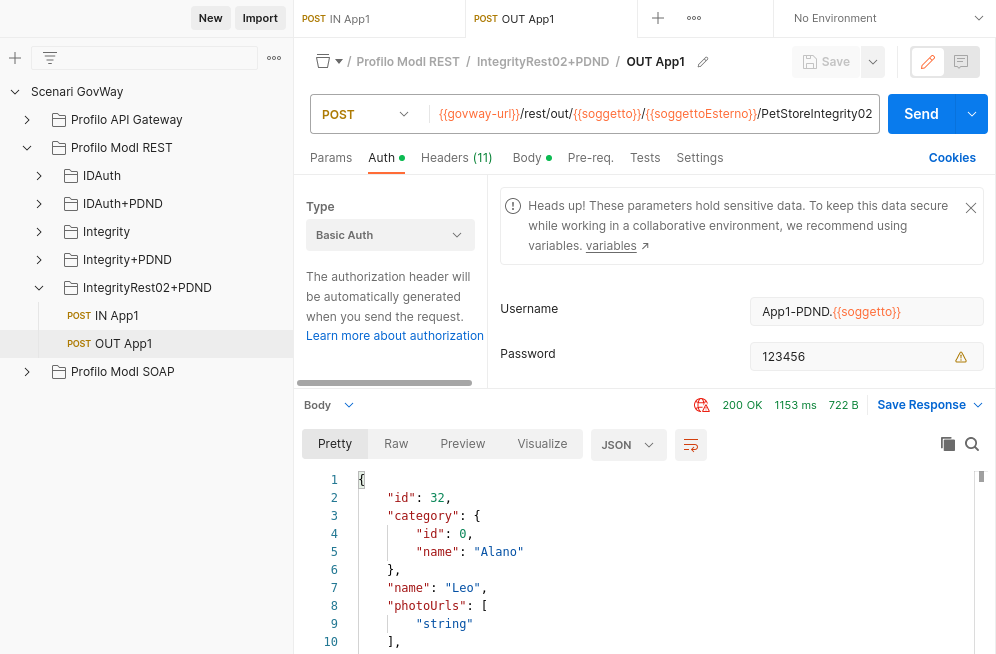 New
Import
POST IN App1
POST OUT App1
No Environment
Scenari GovWay
Profilo API Gateway
Profilo ModI REST
IDAuth
IDAuth+PDND
Integrity
Integrity+PDND
IntegrityRest02+PDND
POST IN App1
POST OUT App1
Profilo ModI SOAP
/ Profilo ModI REST / IntegrityRest02+PDND / OUT App1
Save
POST
{{govway-url}}/rest/out/{{soggetto}}/{{soggettoEsterno}}/PetStoreIntegrity02
Send
Params Auth Headers (11) Body Pre-req. Tests Settings Cookies
Type
Basic Auth
The authorization header will
be automatically generated
when you send the request.
Learn more about authorization
Heads up! These parameters hold sensitive data. To keep this data secure
while working in a collaborative environment, we recommend using
variables. variables ↗
Username
App1-PDND.{{soggetto}}
Password
123456
Body
200 OK 1153 ms 722 B Save Response
Pretty Raw Preview Visualize JSON
1 {
2 "id": 32,
3 "category": {
4 "id": 0,
5 "name": "Alano"
6 },
7 "name": "Leo",
8 "photoUrls": [
9 "string"
10 ],